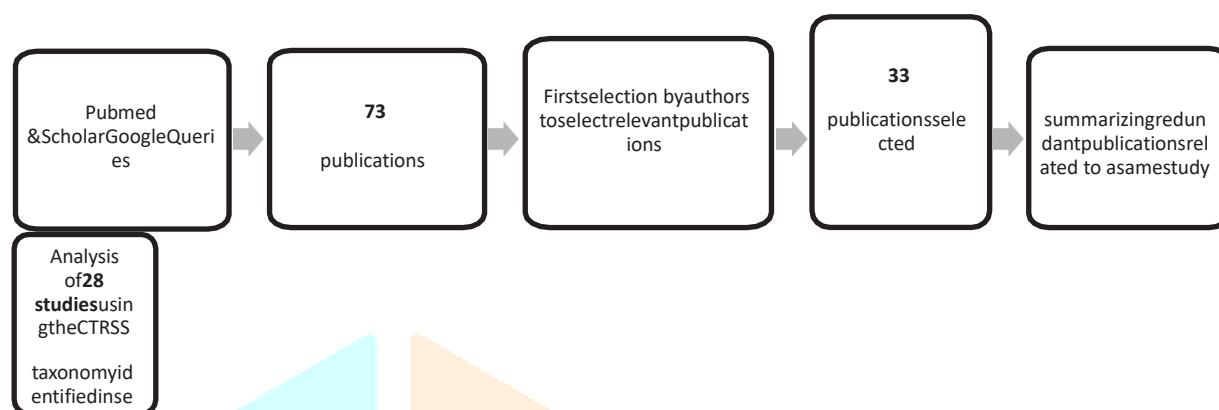 Pubmed
&ScholarGoogleQueri
es
73
publications
Firstselection byauthors
toselectrelevantpublicat
ions
33
publicationssele
cted
summarizingredun
dantpublicationsrel
ated to asamestudy
Analysis
of28
studiesusin
gtheCTRSS
taxonomyid
entifiedinse